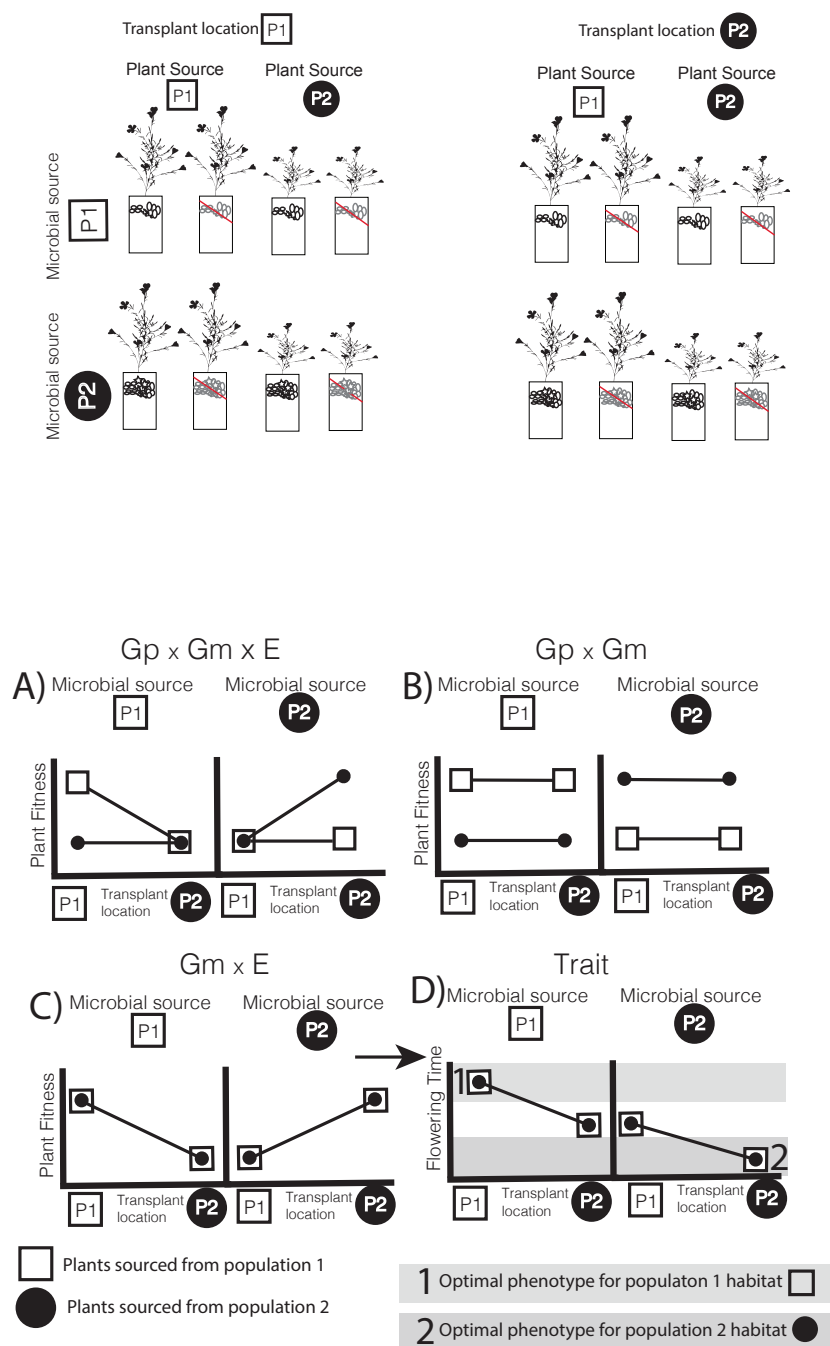 Transplant location P1
Transplant location P2
Plant Source
P1
Plant Source
P2
Plant Source
P1
Plant Source
P2
Microbial source
P1
Microbial source
P2
Gp x Gm x E
A)
Microbial source
P1
Microbial source
P2
Plant Fitness
P1
Transplant
location
P2
P1
Transplant
location
P2
Gp x Gm
B)
Microbial source
P1
Microbial source
P2
Plant Fitness
P1
Transplant
location
P2
P1
Transplant
location
P2
Gm x E
C)
Microbial source
P1
Microbial source
P2
Plant Fitness
P1
Transplant
location
P2
P1
Transplant
location
P2
Trait
D)
Microbial source
P1
Microbial source
P2
Flowering Time
1
2
P1
Transplant
location
P2
P1
Transplant
location
P2
Plants sourced from population 1
Plants sourced from population 2
1 Optimal phenotype for populaton 1 habitat
2 Optimal phenotype for population 2 habitat